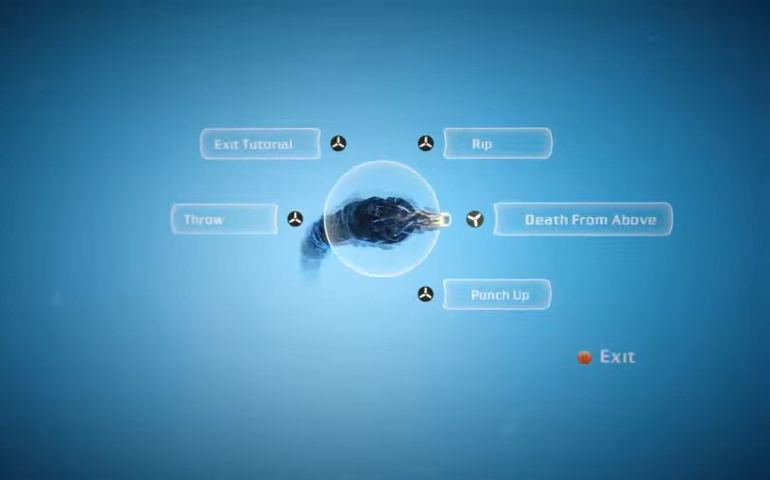 Exit Tutorial
Rip
Throw
Death From Above
Punch Up
Exit